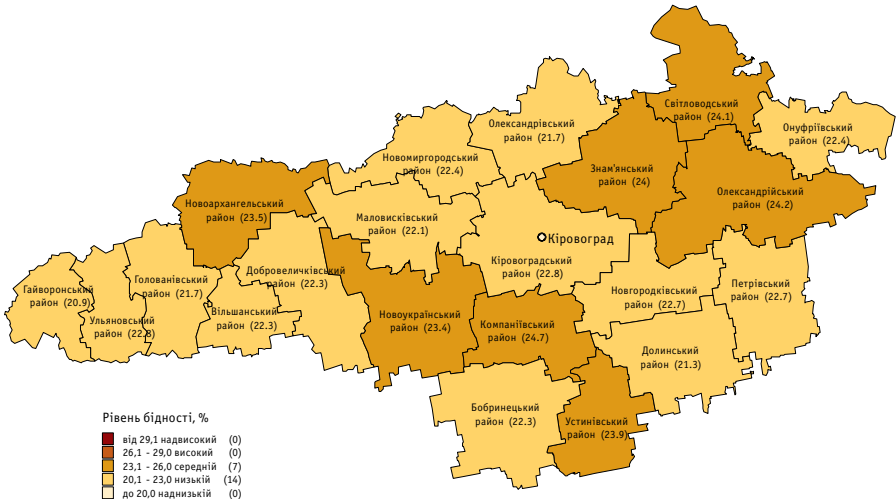 Світловодський
район (24.1)
Олександрівський
район (21.7)
Онуфріївський
район (22.4)
Новомиргородський
район (22.4)
Знам'янський
район (24)
Олександрійський
район (24.2)
Новоархангельський
район (23.5)
Маловисківський
район (22.1)
Кіровоград
Кіровоградський
район (22.8)
Добровеличківський
район (22.3)
Голованівський
район (21.7)
Гайворонський
район (20.9)
Ульяновський
район (22.8)
Вільшанський
район (22.3)
Новоукраїнський
район (23.4)
Компаніївський
район (24.7)
Новгородківський
район (22.7)
Петрівський
район (22.7)
Долинський
район (21.3)
Бобринецький
район (22.3)
Устинівський
район (23.9)
Рівень бідності, %
від 29,1 надвисокий (0)
26,1 - 29,0 високий (0)
23,1 - 26,0 середній (7)
20,1 - 23,0 низькій (14)
до 20,0 наднизькій (0)